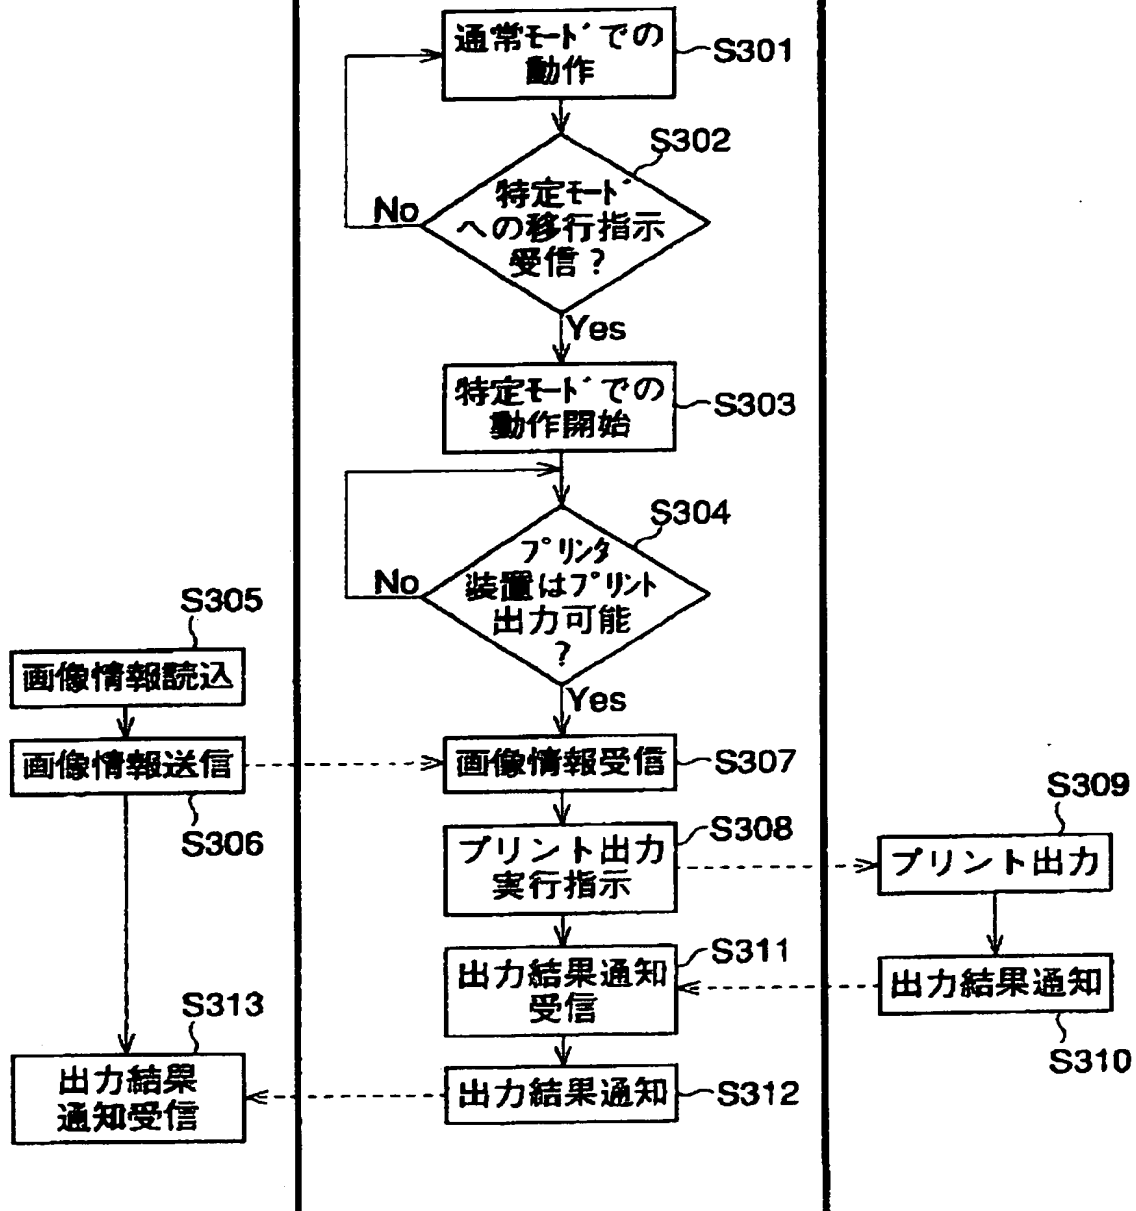 通常モードでの
動作
S301
S302
特定モード
への移行指示
受信？
No
Yes
特定モードでの
動作開始
S303
S304
プリンタ
装置はプリント
出力可能
？
No
Yes
S305
画像情報読込
画像情報送信
S306
画像情報受信
S307
プリント出力
実行指示
S308
S309
プリント出力
出力結果通知
S310
出力結果通知
受信
S311
出力結果通知
S312
S313
出力結果
通知受信